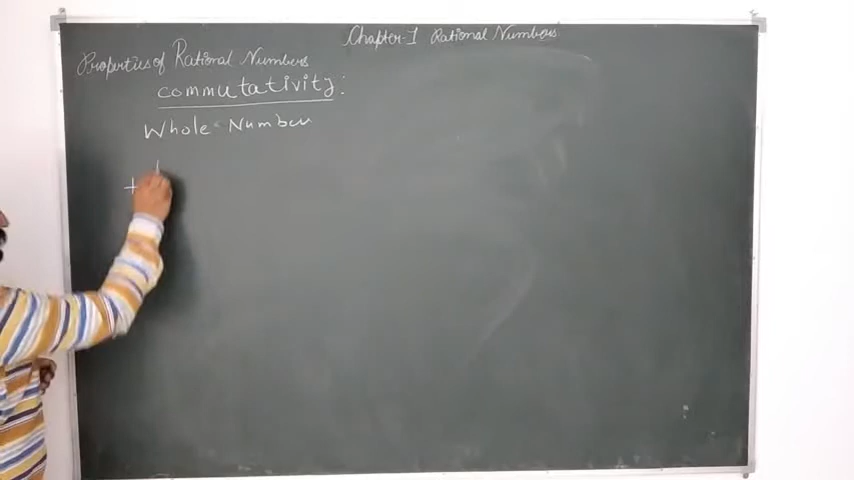 Chapter-1 Rational Numbers
Properties of Rational Numbers
commutativity:
Whole Number
+